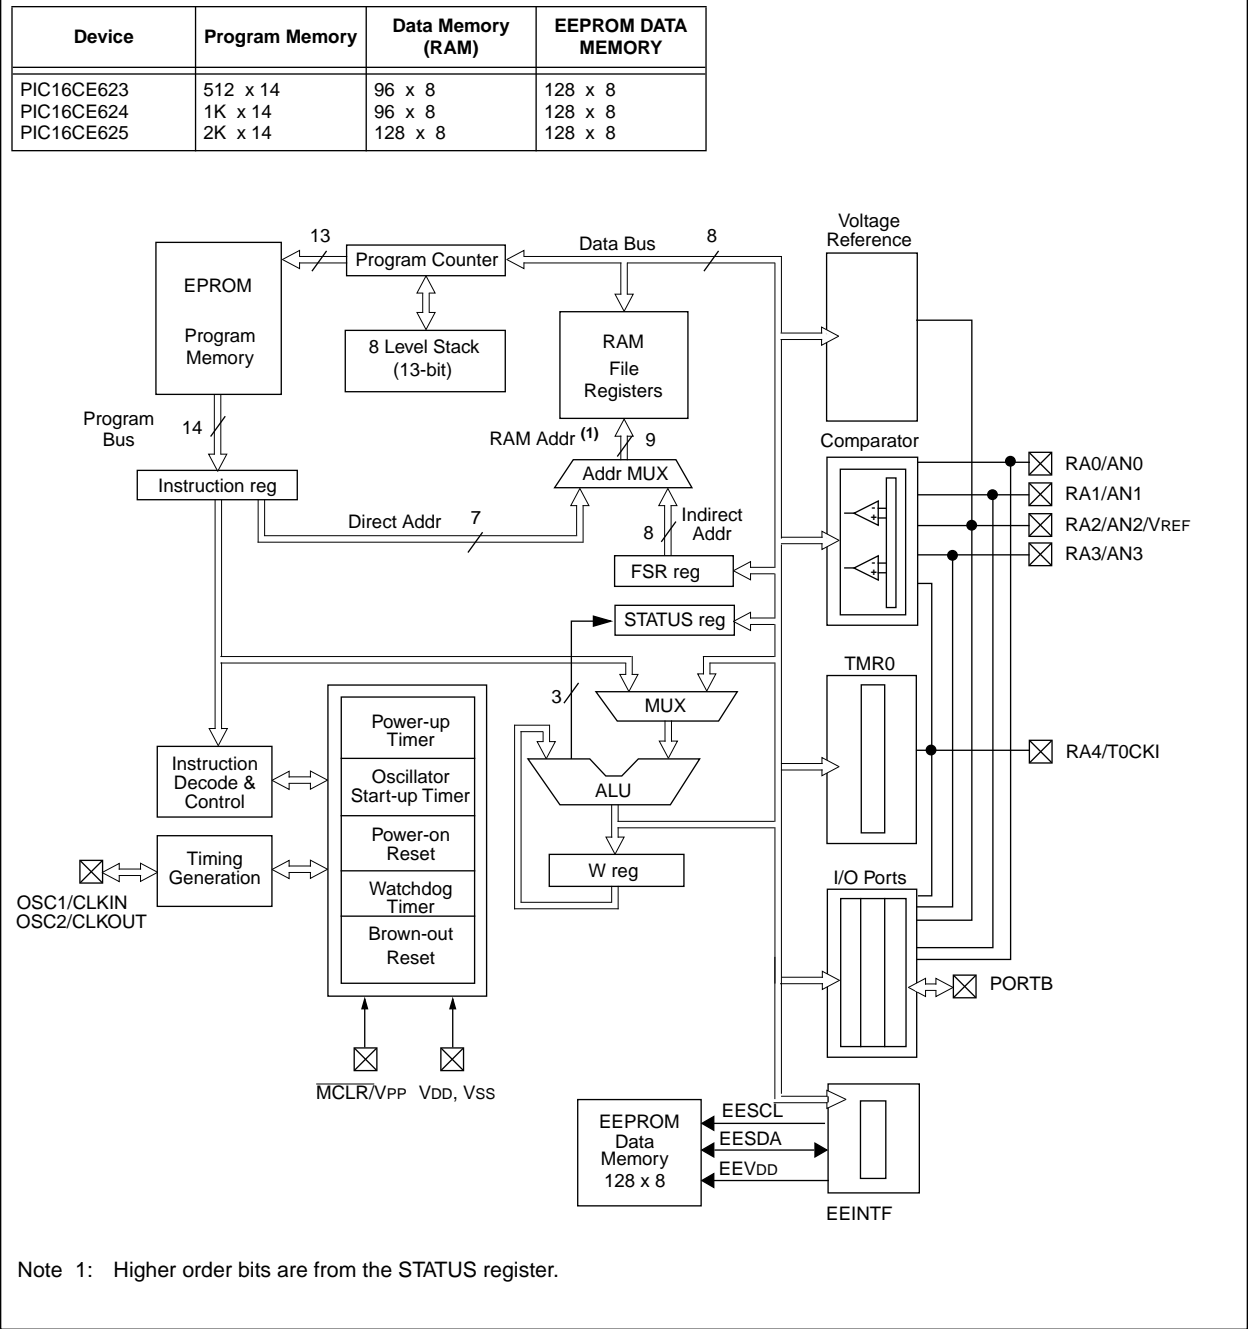 Device Program Memory Data Memory (RAM) EEPROM DATA MEMORY
PIC16CE623 512 x 14 96 x 8 128 x 8
PIC16CE624 1K x 14 96 x 8 128 x 8
PIC16CE625 2K x 14 128 x 8 128 x 8
Voltage
Reference
13
Data Bus
8
Program Counter
EPROM
Program
Memory
8 Level Stack
(13-bit)
RAM
File
Registers
Program
Bus
14
RAM Addr (1)
9
Comparator
Addr MUX
Instruction reg
Direct Addr
7
8
Indirect
Addr
RA0/AN0
RA1/AN1
RA2/AN2/VREF
RA3/AN3
- +
- +
FSR reg
STATUS reg
TMR0
3
MUX
Power-up
Timer
Oscillator
Start-up Timer
Power-on
Reset
Watchdog
Timer
Brown-out
Reset
Instruction
Decode &
Control
ALU
RA4/T0CKI
Timing
Generation
W reg
OSC1/CLKIN
OSC2/CLKOUT
I/O Ports
PORTB
MCLR/VPP VDD, VSS
EEPROM
Data
Memory
128 x 8
EESCL
EESDA
EEVDD
EEINTF
Note 1: Higher order bits are from the STATUS register.